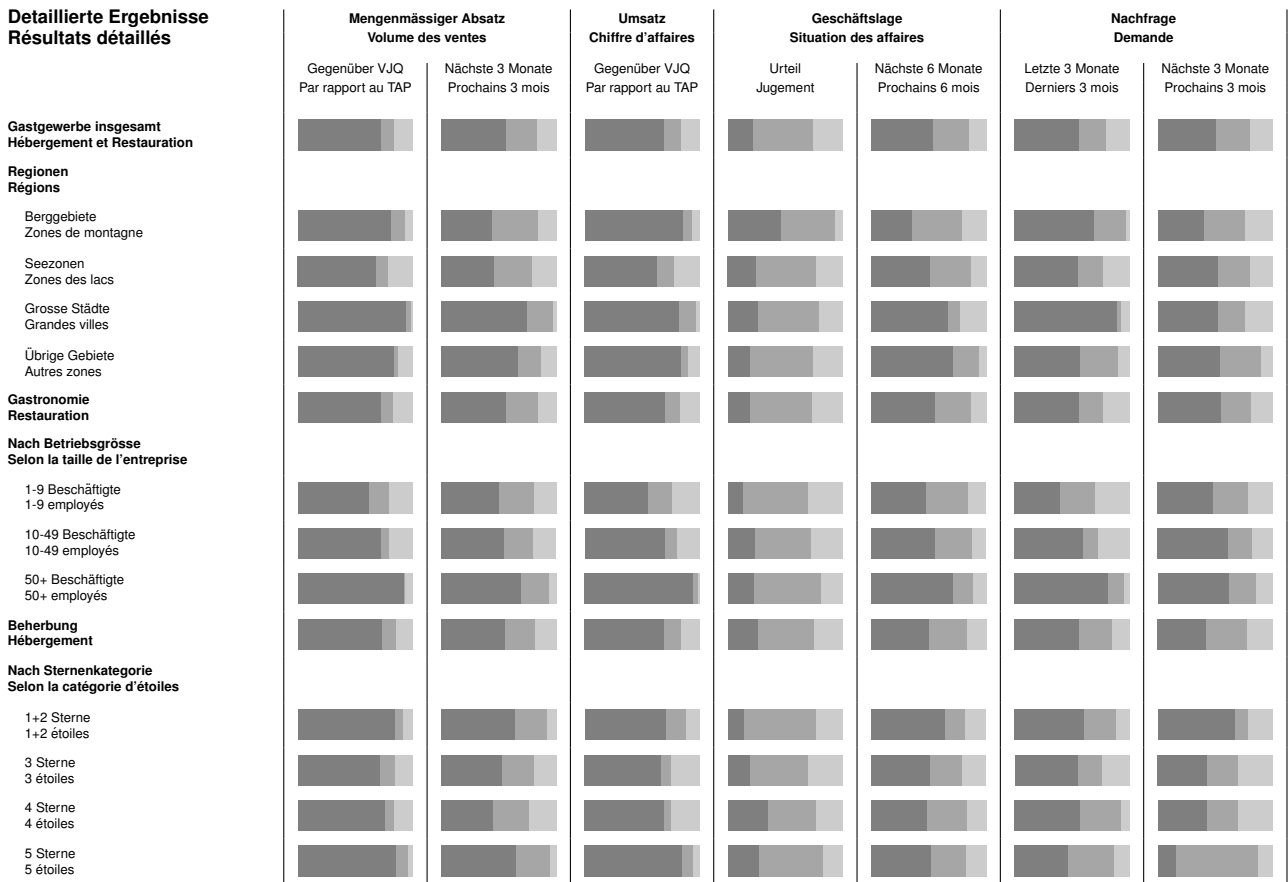 Detaillierte Ergebnisse
Résultats détaillés
Mengenmässiger Absatz
Volume des ventes
Umsatz
Chiffre d'affaires
Geschäftslage
Situation des affaires
Nachfrage
Demande
Gegenüber VJQ
Par rapport au TAP
Nächste 3 Monate
Prochains 3 mois
Gegenüber VJQ
Par rapport au TAP
Urteil
Jugement
Nächste 6 Monate
Prochains 6 mois
Letzte 3 Monate
Derniers 3 mois
Nächste 3 Monate
Prochains 3 mois
Gastgewerbe insgesamt
Hébergement et Restauration
Regionen
Régions
Berggebiete
Zones de montagne
Seezonen
Zones des lacs
Grosse Städte
Grandes villes
Übrige Gebiete
Autres zones
Gastronomie
Restauration
Nach Betriebsgrösse
Selon la taille de l'entreprise
1-9 Beschäftigte
1-9 employés
10-49 Beschäftigte
10-49 employés
50+ Beschäftigte
50+ employés
Beherbung
Hébergement
Nach Sternenkategorie
Selon la catégorie d'étoiles
1+2 Sterne
1+2 étoiles
3 Sterne
3 étoiles
4 Sterne
4 étoiles
5 Sterne
5 étoiles